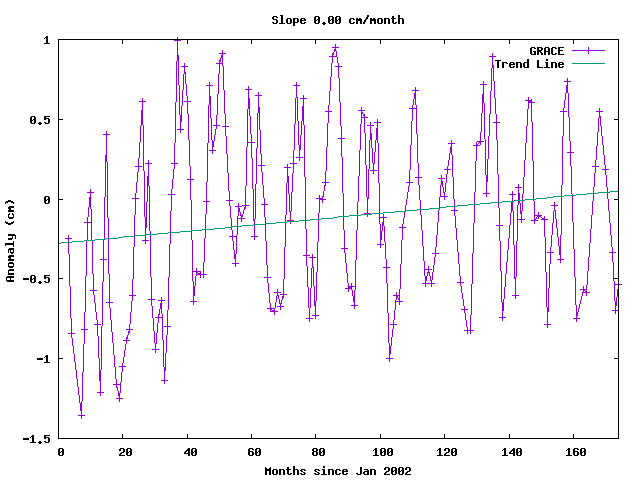 Slope 0.00 cm/month
GRACE
Trend Line
1
0.5
0
-0.5
-1
-1.5
Anomaly (cm)
0 20 40 60 80 100 120 140 160
Months since Jan 2002